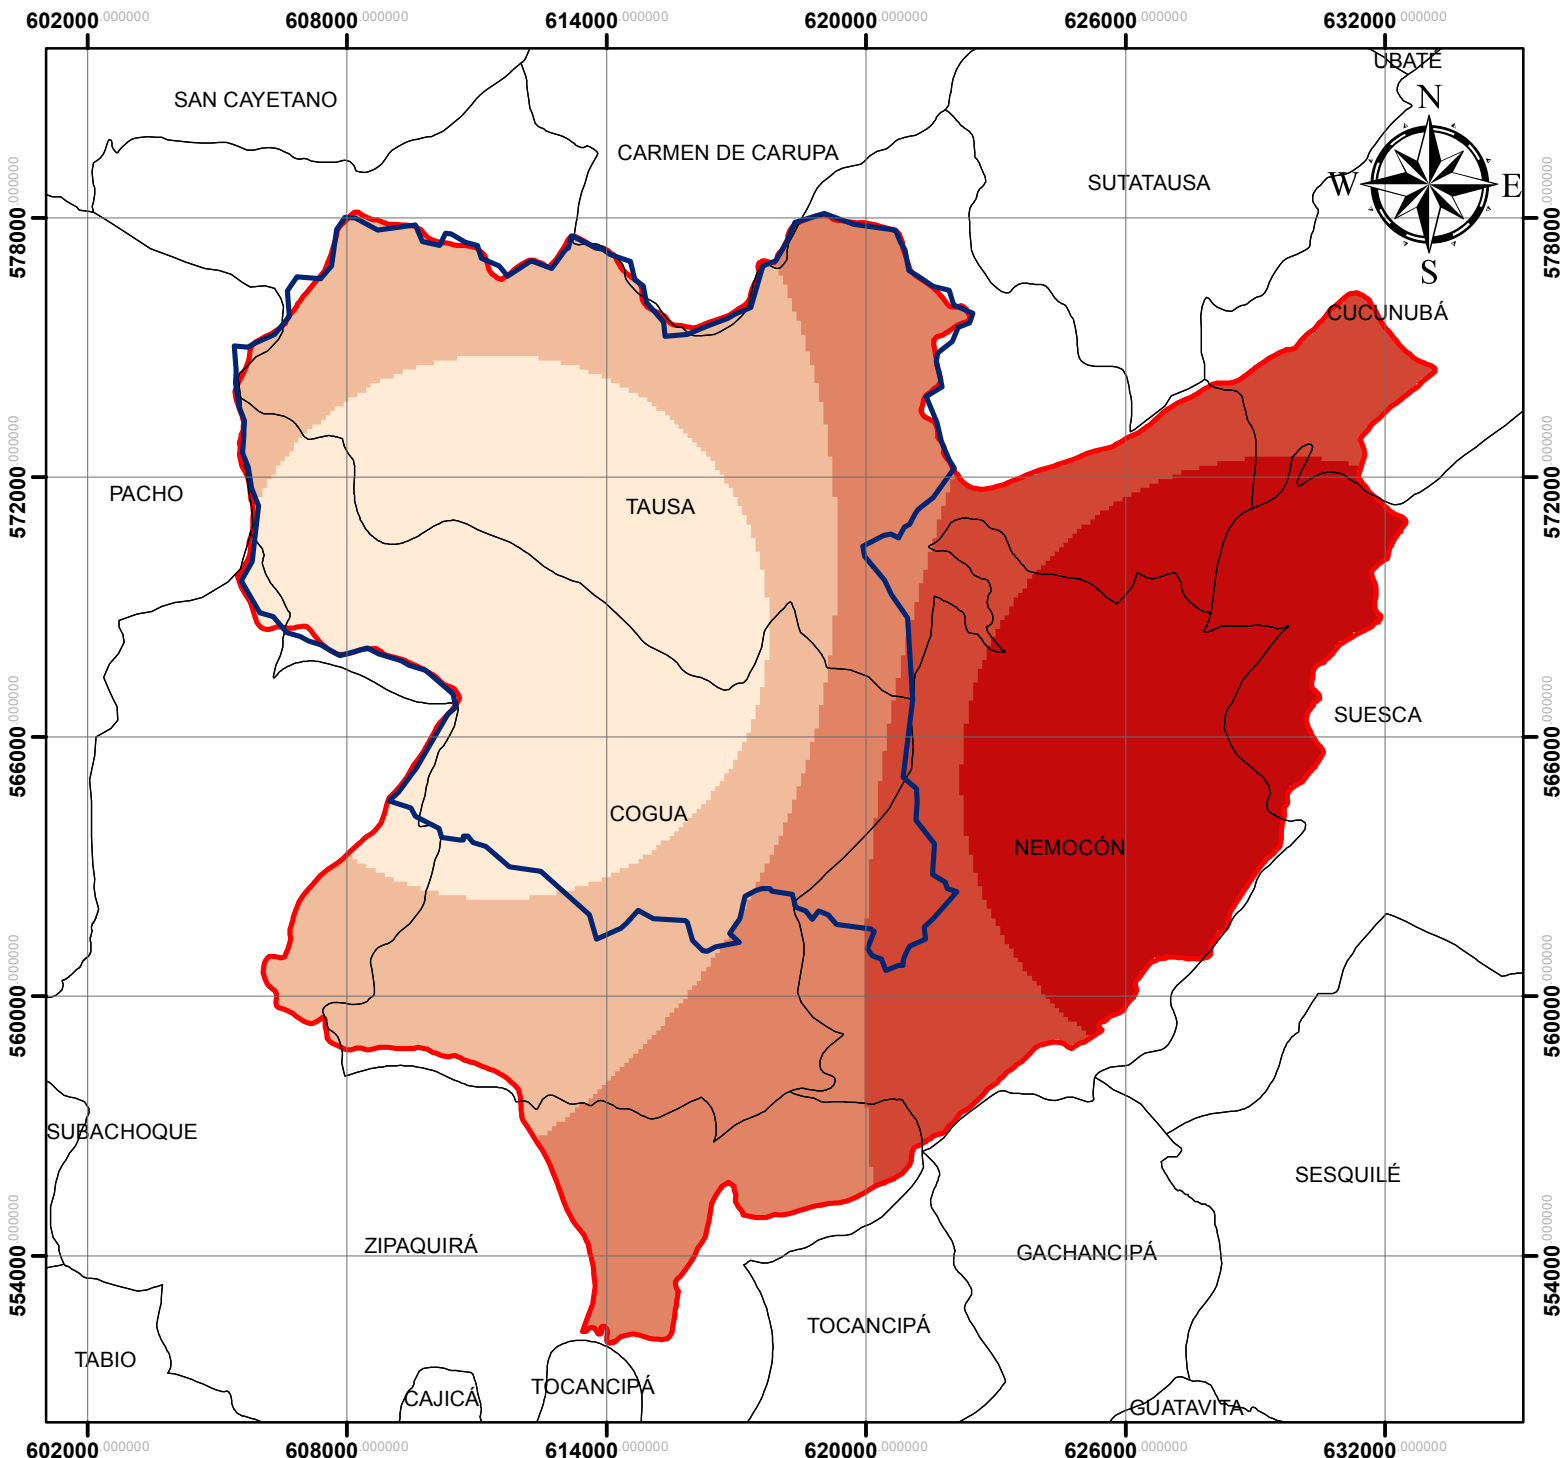 602000.000000 608000.000000 614000.000000 620000.000000 626000.000000 632000.000000
UBATÉ
SAN CAYETANO
N
CARMEN DE CARUPA
SUTATAUSA
W E
578000.000000 578000.000000
S
CUCUNUBÁ
572000.000000 572000.000000
PACHO
TAUSA
SUESCA
566000.000000 566000.000000
COGUA
NEMOCÓN
560000.000000 560000.000000
SUBACHOQUE
SESQUILÉ
ZIPAQUIRÁ
GACHANCIPÁ
554000.000000 554000.000000
TOCANCIPÁ
TABIO
TOCANCIPÁ
CAJICÁ
GUATAVITA
602000.000000 608000.000000 614000.000000 620000.000000 626000.000000 632000.000000